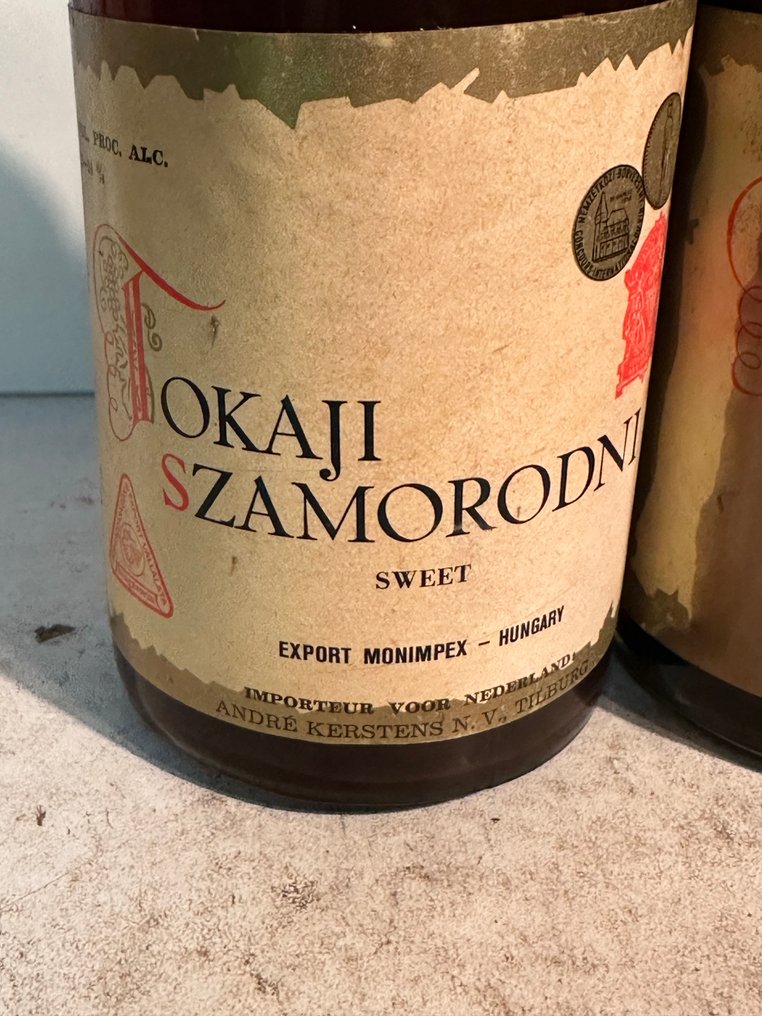 PROC. ALC.
TOKAJI
SZAMORODNI
SWEET
EXPORT MONIMPEX – HUNGARY
IMPORTEUR VOOR NEDERLAND:
ANDRÉ KERSTENS N. V., TILBURG